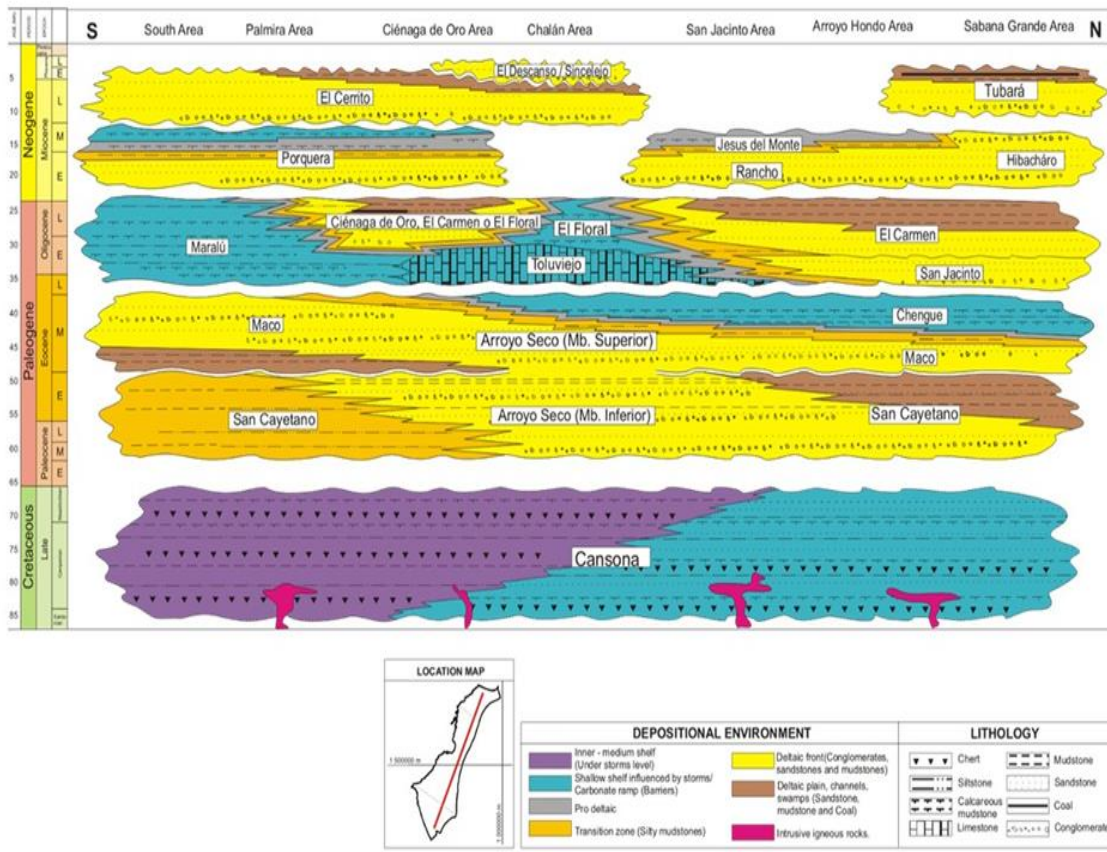 S South Area Palmira Area Ciénaga de Oro Area Chalán Area San Jacinto Area Arroyo Hondo Area Sabana Grande Area N
PERIOD
EPOCH
Neogene
Paleogene
Cretaceous
Miocene
Oligocene
Eocene
Paleocene
Late
L
E
L
M
E
L
E
L
M
E
L
M
E
5
10
15
20
25
30
35
40
45
50
55
60
65
70
75
80
85
El Descanso / Sincelejo
El Cerrito
Tubará
Jesus del Monte
Porquera
Hibacháro
Rancho
Ciénaga de Oro, El Carmen o El Floral
El Floral
El Carmen
Maralú
Toluviejo
San Jacinto
Chengue
Maco
Arroyo Seco (Mb. Superior)
Maco
San Cayetano
Arroyo Seco (Mb. Inferior)
San Cayetano
Cansona
LOCATION MAP
1 500000 m
1 000000 m
DEPOSITIONAL ENVIRONMENT
Inner - medium shelf
(Under storms level)
Shallow shelf influenced by storms/
Carbonate ramp (Barriers)
Pro deltaic
Transition zone (Silty mudstones)
Deltaic front(Conglomerates,
sandstones and mudstones)
Deltaic plain, channels,
swamps (Sandstone,
mudstone and Coal)
Intrusive igneous rocks.
LITHOLOGY
Chert
Siltstone
Calcareous
mudstone
Limestone
Mudstone
Sandstone
Coal
Conglomerate